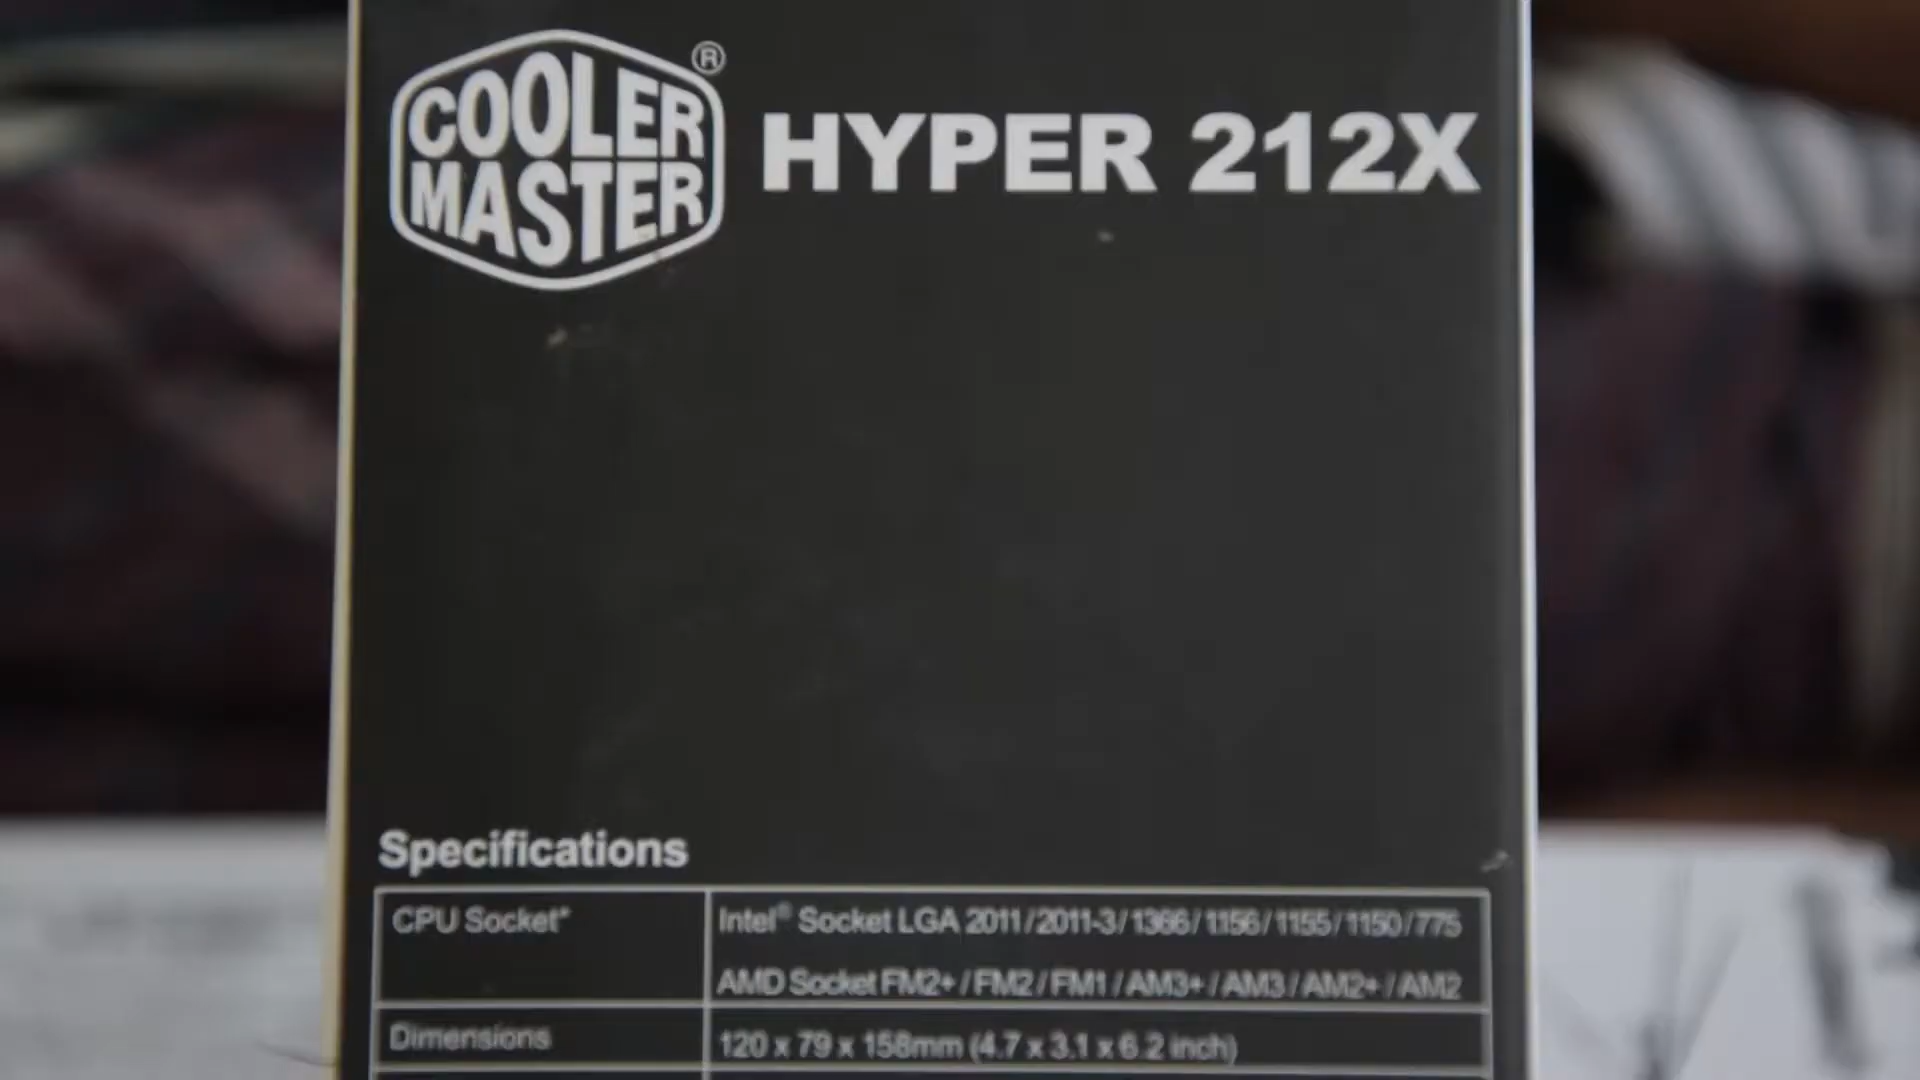 COOLER MASTER ®
HYPER 212X
Specifications
CPU Socket*
Intel® Socket LGA 2011/2011-3/1366/1156/1155/1150/775
AMD Socket FM2+/FM2/FM1/AM3+/AM3/AM2+/AM2
Dimensions
120 x 79 x 158mm (4.7 x 3.1 x 6.2 inch)